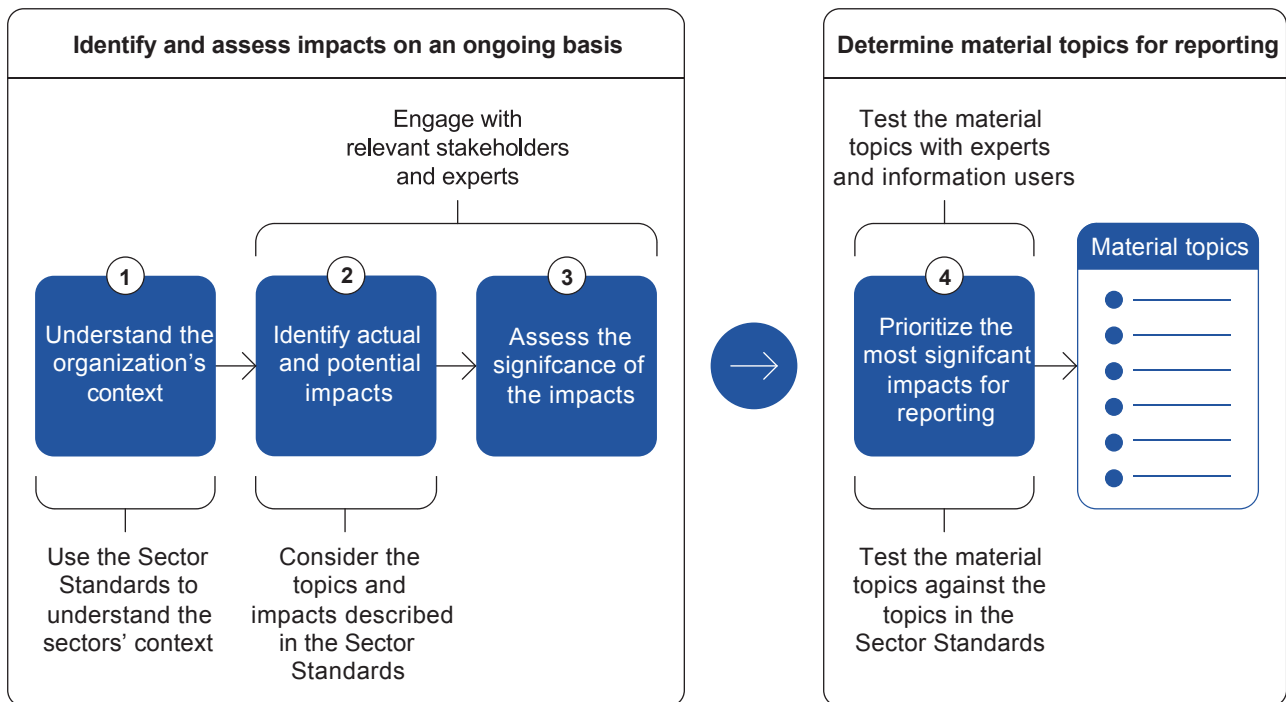 Identify and assess impacts on an ongoing basis
Engage with
relevant stakeholders
and experts
1
Understand the
organization’s
context
2
Identify actual
and potential
impacts
3
Assess the
signifcance of
the impacts
Use the Sector
Standards to
understand the
sectors’ context
Consider the
topics and
impacts described
in the Sector
Standards
Determine material topics for reporting
Test the material
topics with experts
and information users
4
Prioritize the
most signifcant
impacts for
reporting
Material topics
Test the material
topics against the
topics in the
Sector Standards